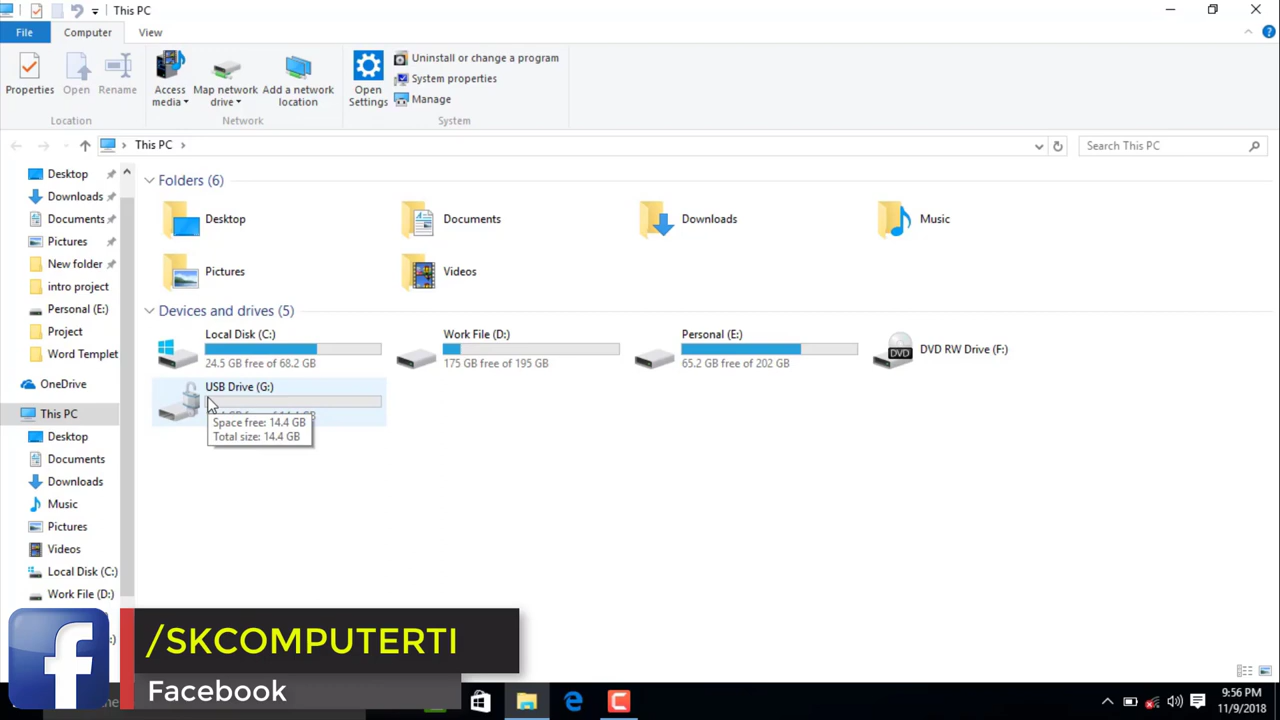 This PC
File
Computer
View
Properties
Open
Rename
Access media
Map network drive
Add a network location
Open Settings
Uninstall or change a program
System properties
Manage
Location
Network
System
This PC
Search This PC
Desktop
Downloads
Documents
Pictures
New folder
intro project
Personal (E:)
Project
Word Templet
OneDrive
This PC
Desktop
Documents
Downloads
Music
Pictures
Videos
Local Disk (C:)
Work File (D:)
Folders (6)
Desktop
Documents
Downloads
Music
Pictures
Videos
Devices and drives (5)
Local Disk (C:)
24.5 GB free of 68.2 GB
Work File (D:)
175 GB free of 195 GB
Personal (E:)
65.2 GB free of 202 GB
DVD
DVD RW Drive (F:)
USB Drive (G:)
Space free: 14.4 GB
Total size: 14.4 GB
/SKCOMPUTERTI
Facebook
9:56 PM
11/9/2018